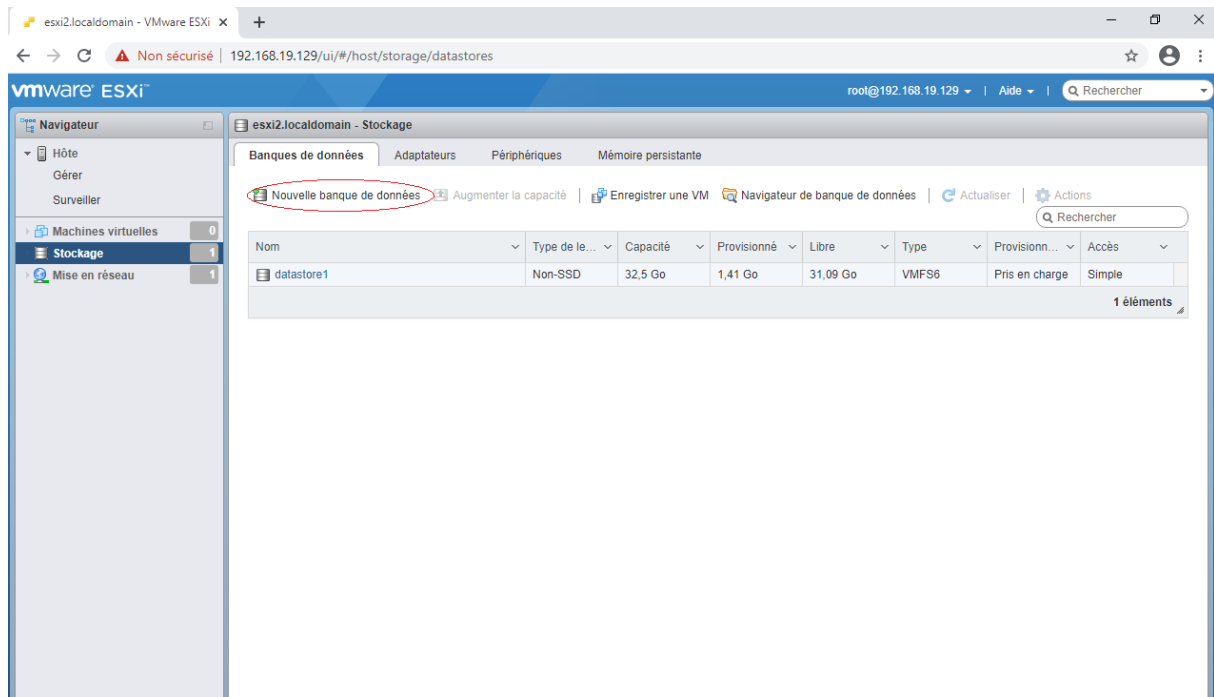 esxi2.localdomain - VMware ESXi
Non sécurisé | 192.168.19.129/ui/#/host/storage/datastores
vmware ESXi™
root@192.168.19.129 | Aide | Rechercher
Navigateur
Hôte
Gérer
Surveiller
Machines virtuelles 0
Stockage 1
Mise en réseau 1
esxi2.localdomain - Stockage
Banques de données Adaptateurs Périphériques Mémoire persistante
Nouvelle banque de données Augmenter la capacité | Enregistrer une VM Navigateur de banque de données | Actualiser | Actions
Rechercher
Nom Type de le... Capacité Provisionné Libre Type Provisionn... Accès
datastore1 Non-SSD 32,5 Go 1,41 Go 31,09 Go VMFS6 Pris en charge Simple
1 éléments